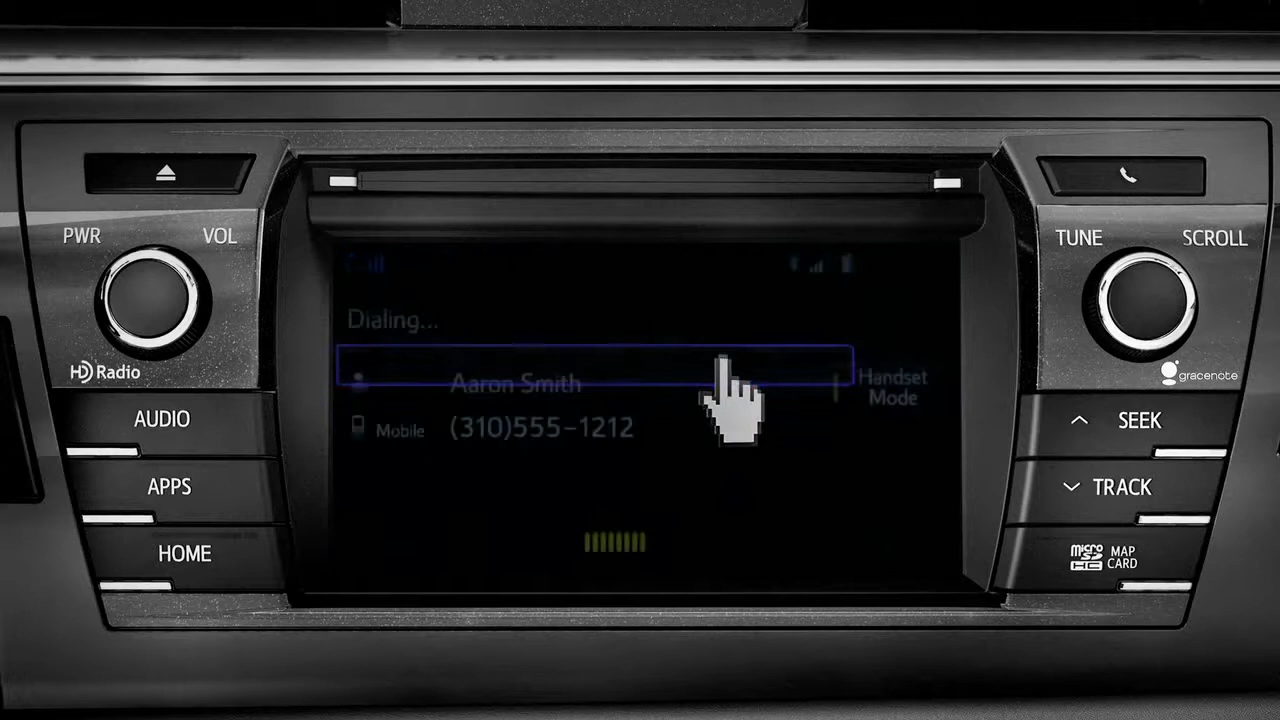 PWR VOL
HD Radio
AUDIO
APPS
HOME
Call
Dialing...
Aaron Smith
Mobile (310)555-1212
Handset
Mode
TUNE SCROLL
gracenote
SEEK
TRACK
micro SD HC
MAP
CARD